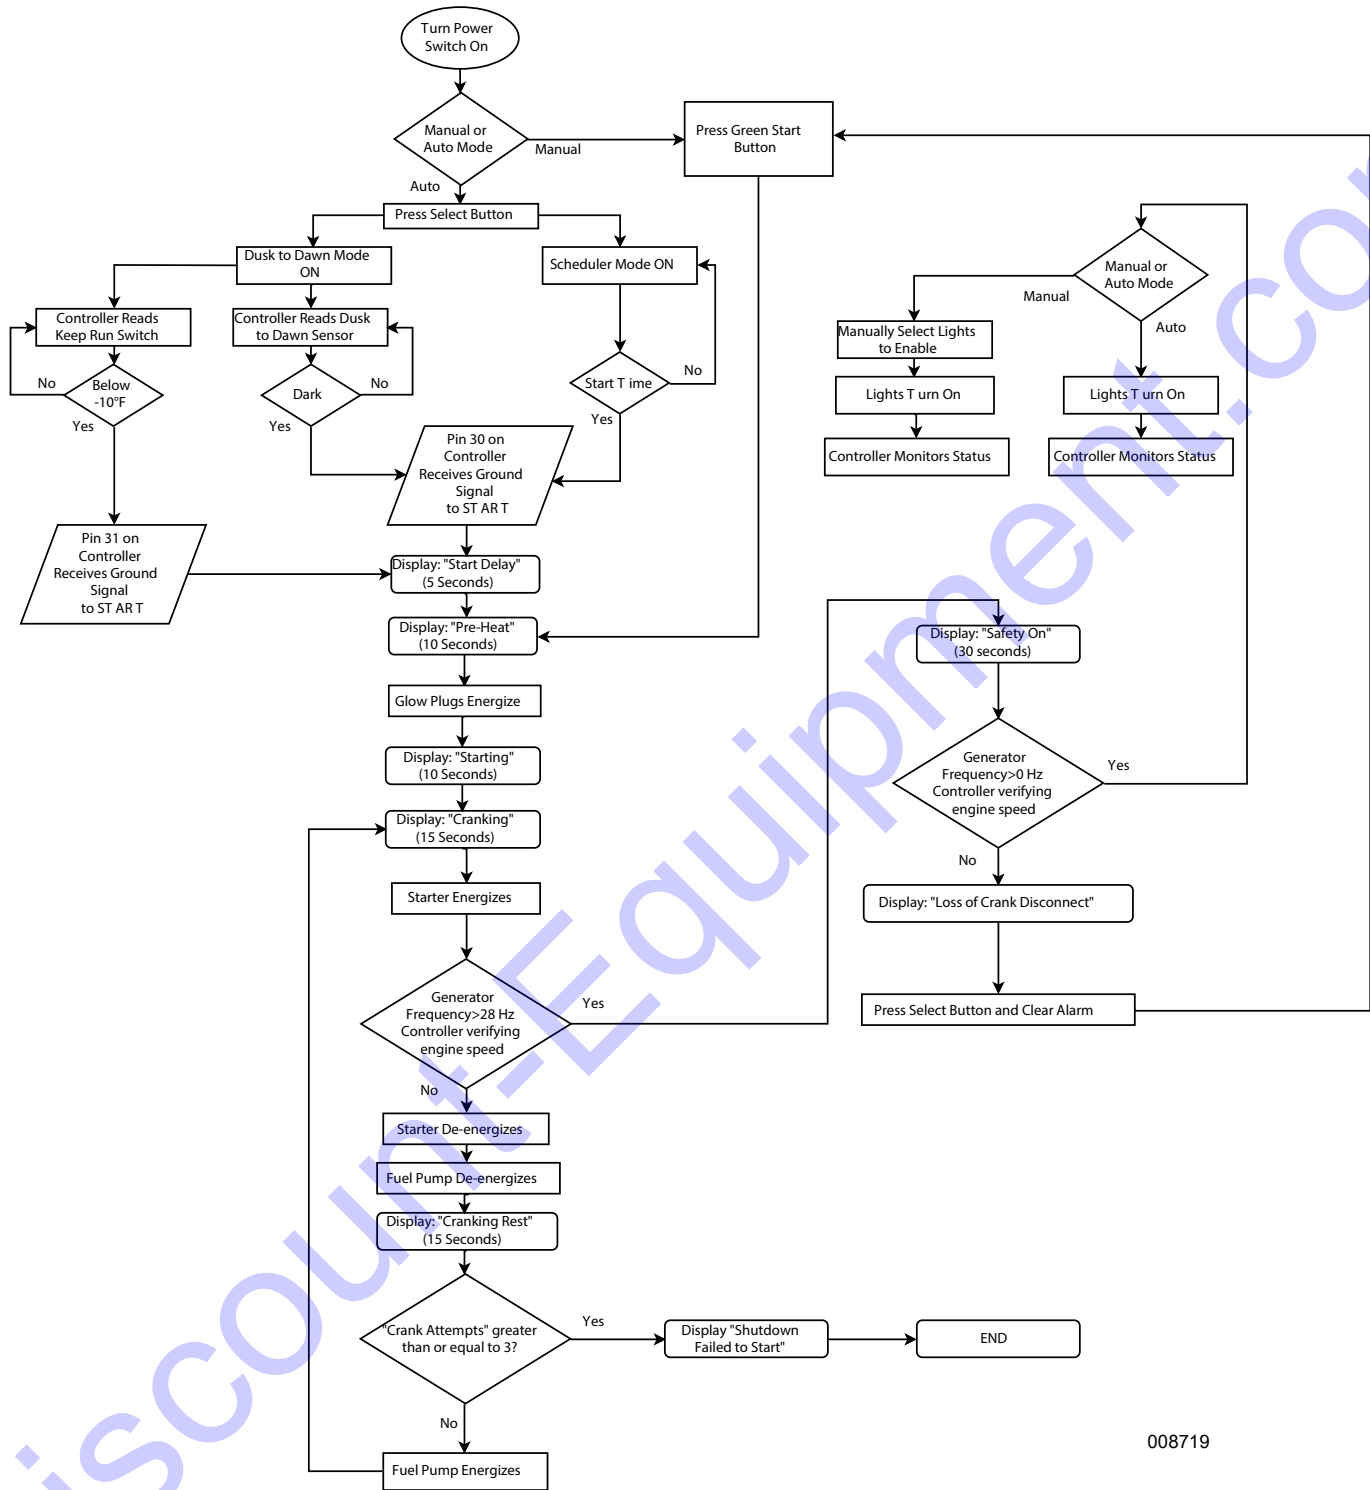 Turn Power
Switch On
Manual or
Auto Mode
Manual
Auto
Press Green Start
Button
Press Select Button
Dusk to Dawn Mode
ON
Scheduler Mode ON
Controller Reads
Keep Run Switch
Controller Reads Dusk
to Dawn Sensor
No
Below
-10°F
Yes
Dark
No
Yes
Start T ime
No
Yes
Pin 30 on
Controller
Receives Ground
Signal
to ST AR T
Pin 31 on
Controller
Receives Ground
Signal
to ST AR T
Display: "Start Delay"
(5 Seconds)
Display: "Pre-Heat"
(10 Seconds)
Glow Plugs Energize
Display: "Starting"
(10 Seconds)
Display: "Cranking"
(15 Seconds)
Starter Energizes
Generator
Frequency>28 Hz
Controller verifying
engine speed
Yes
No
Starter De-energizes
Fuel Pump De-energizes
Display: "Cranking Rest"
(15 Seconds)
"Crank Attempts" greater
than or equal to 3?
Yes
No
Display "Shutdown
Failed to Start"
END
Fuel Pump Energizes
Manual or
Auto Mode
Manual
Auto
Manually Select Lights
to Enable
Lights T urn On
Controller Monitors Status
Lights T urn On
Controller Monitors Status
Display: "Safety On"
(30 seconds)
Generator
Frequency>0 Hz
Controller verifying
engine speed
Yes
No
Display: "Loss of Crank Disconnect"
Press Select Button and Clear Alarm
008719
iscount-Equipment.com